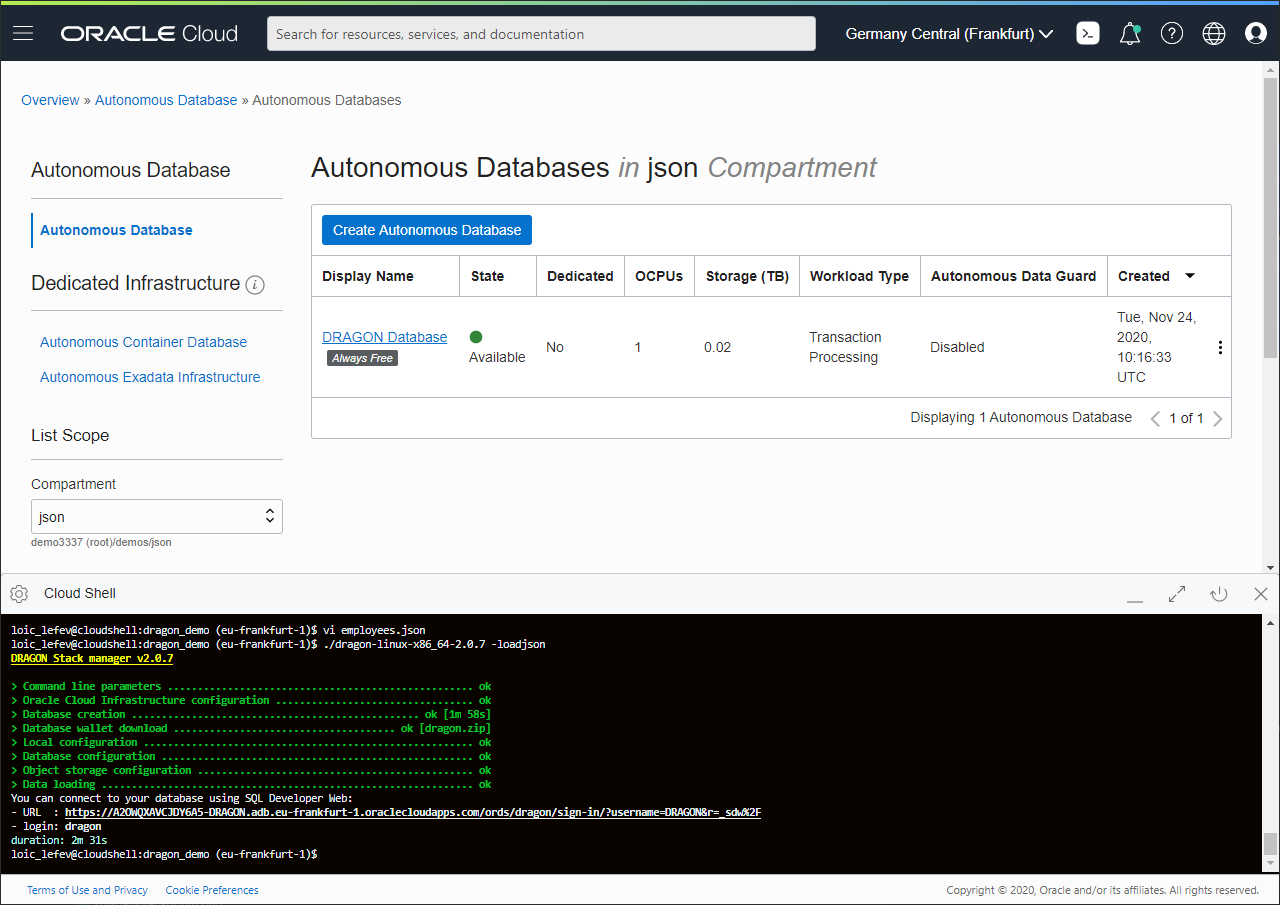 ORACLE Cloud
Search for resources, services, and documentation
Germany Central (Frankfurt)
Overview » Autonomous Database » Autonomous Databases
Autonomous Database
Autonomous Database
Dedicated Infrastructure i
Autonomous Container Database
Autonomous Exadata Infrastructure
List Scope
Compartment
json
demo3337 (root)/demos/json
Autonomous Databases in json Compartment
Create Autonomous Database
Display Name State Dedicated OCPUs Storage (TB) Workload Type Autonomous Data Guard Created
DRAGON Database Always Free Available No 1 0.02 Transaction Processing Disabled Tue, Nov 24, 2020, 10:16:33 UTC
Displaying 1 Autonomous Database 1 of 1
Cloud Shell
loic_lefev@cloudshell:dragon_demo (eu-frankfurt-1)$ vi employees.json
loic_lefev@cloudshell:dragon_demo (eu-frankfurt-1)$ ./dragon-linux-x86_64-2.0.7 -loadjson
DRAGON Stack manager v2.0.7
> Command line parameters ................................................... ok
> Oracle Cloud Infrastructure configuration ................................. ok
> Database creation ................................................ ok [1m 58s]
> Database wallet download ..................................... ok [dragon.zip]
> Local configuration ....................................................... ok
> Database configuration .................................................... ok
> Object storage configuration .............................................. ok
> Data loading .............................................................. ok
You can connect to your database using SQL Developer Web:
- URL  : https://A2OWQXAVCJDY6A5-DRAGON.adb.eu-frankfurt-1.oraclecloudapps.com/ords/dragon/sign-in/?username=DRAGON&r=_sdw%2F
- login: dragon
duration: 2m 31s
loic_lefev@cloudshell:dragon_demo (eu-frankfurt-1)$
Terms of Use and Privacy Cookie Preferences Copyright © 2020, Oracle and/or its affiliates. All rights reserved.